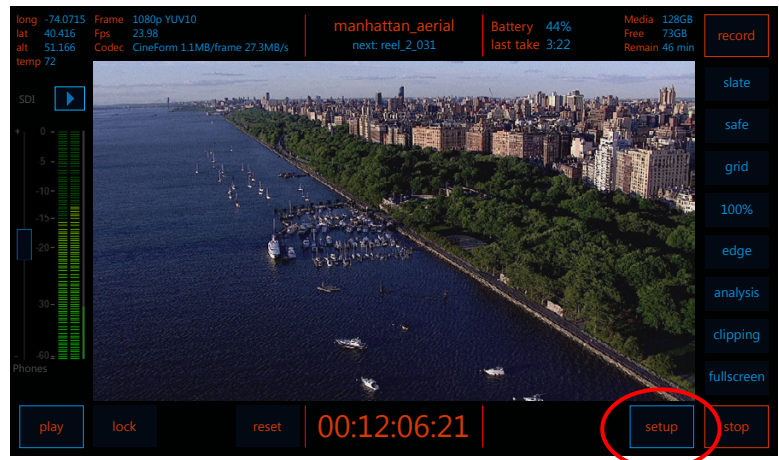 long -74.0715
lat 40.416
alt 51.166
temp 72
Frame 1080p YUV10
Fps 23.98
Codec CineForm 1.1MB/frame 27.3MB/s
manhattan_aerial
next: reel_2_031
Battery 44%
last take 3:22
Media 128GB
Free 73GB
Remain 46 min
record
SDI
slate
safe
grid
100%
edge
analysis
clipping
fullscreen
+
0 -
5 -
-10-
-15-
-20-
30-
-60-
-
Phones
play
lock
reset
00:12:06:21
setup
stop